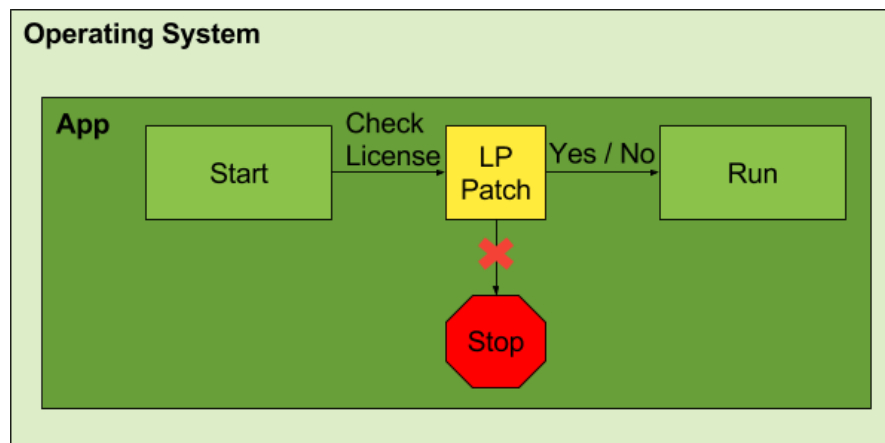 Operating System
App
Start
Check
License
LP
Patch
Yes / No
Run
Stop